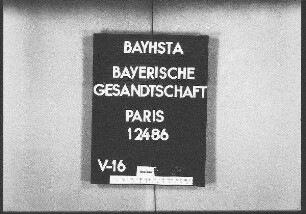 BAYHSTA
BAYERISCHE
GESANDTSCHAFT
PARIS
12486
V-16